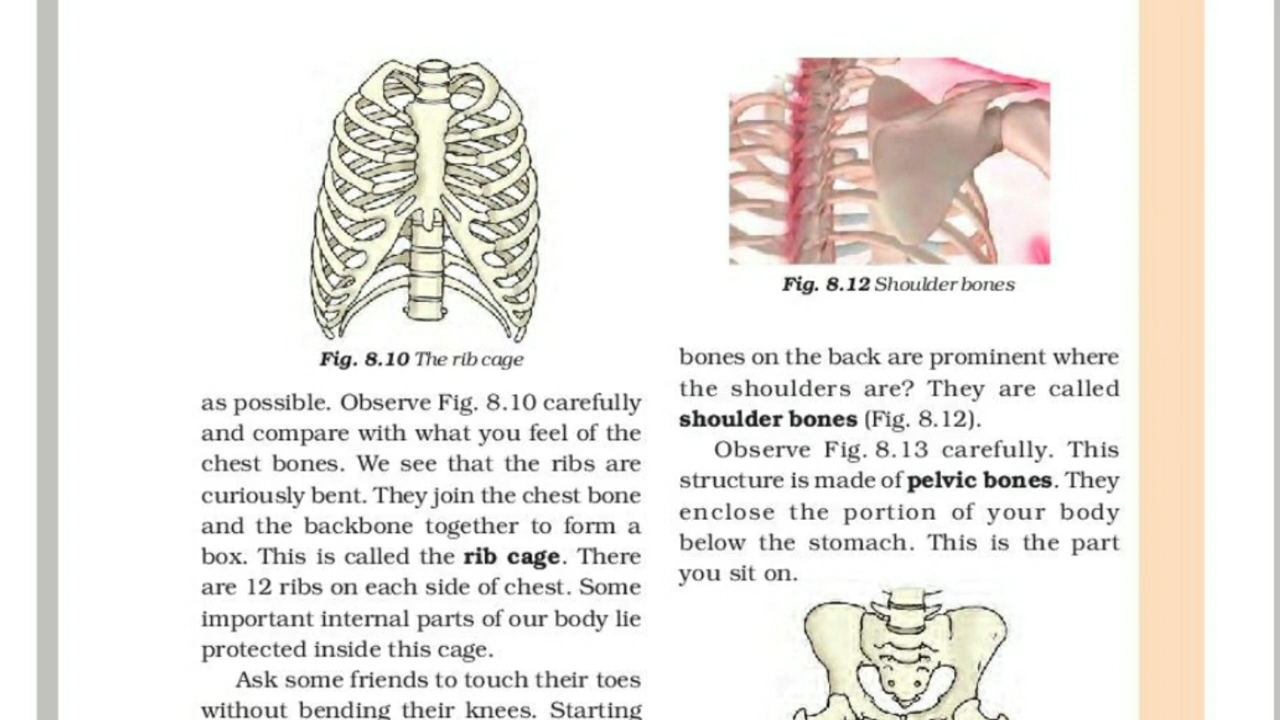 Fig. 8.10 The rib cage
as possible. Observe Fig. 8.10 carefully
and compare with what you feel of the
chest bones. We see that the ribs are
curiously bent. They join the chest bone
and the backbone together to form a
box. This is called the rib cage. There
are 12 ribs on each side of chest. Some
important internal parts of our body lie
protected inside this cage.
Ask some friends to touch their toes
without bending their knees. Starting
Fig. 8.12 Shoulder bones
bones on the back are prominent where
the shoulders are? They are called
shoulder bones (Fig. 8.12).
Observe Fig. 8.13 carefully. This
structure is made of pelvic bones. They
enclose the portion of your body
below the stomach. This is the part
you sit on.